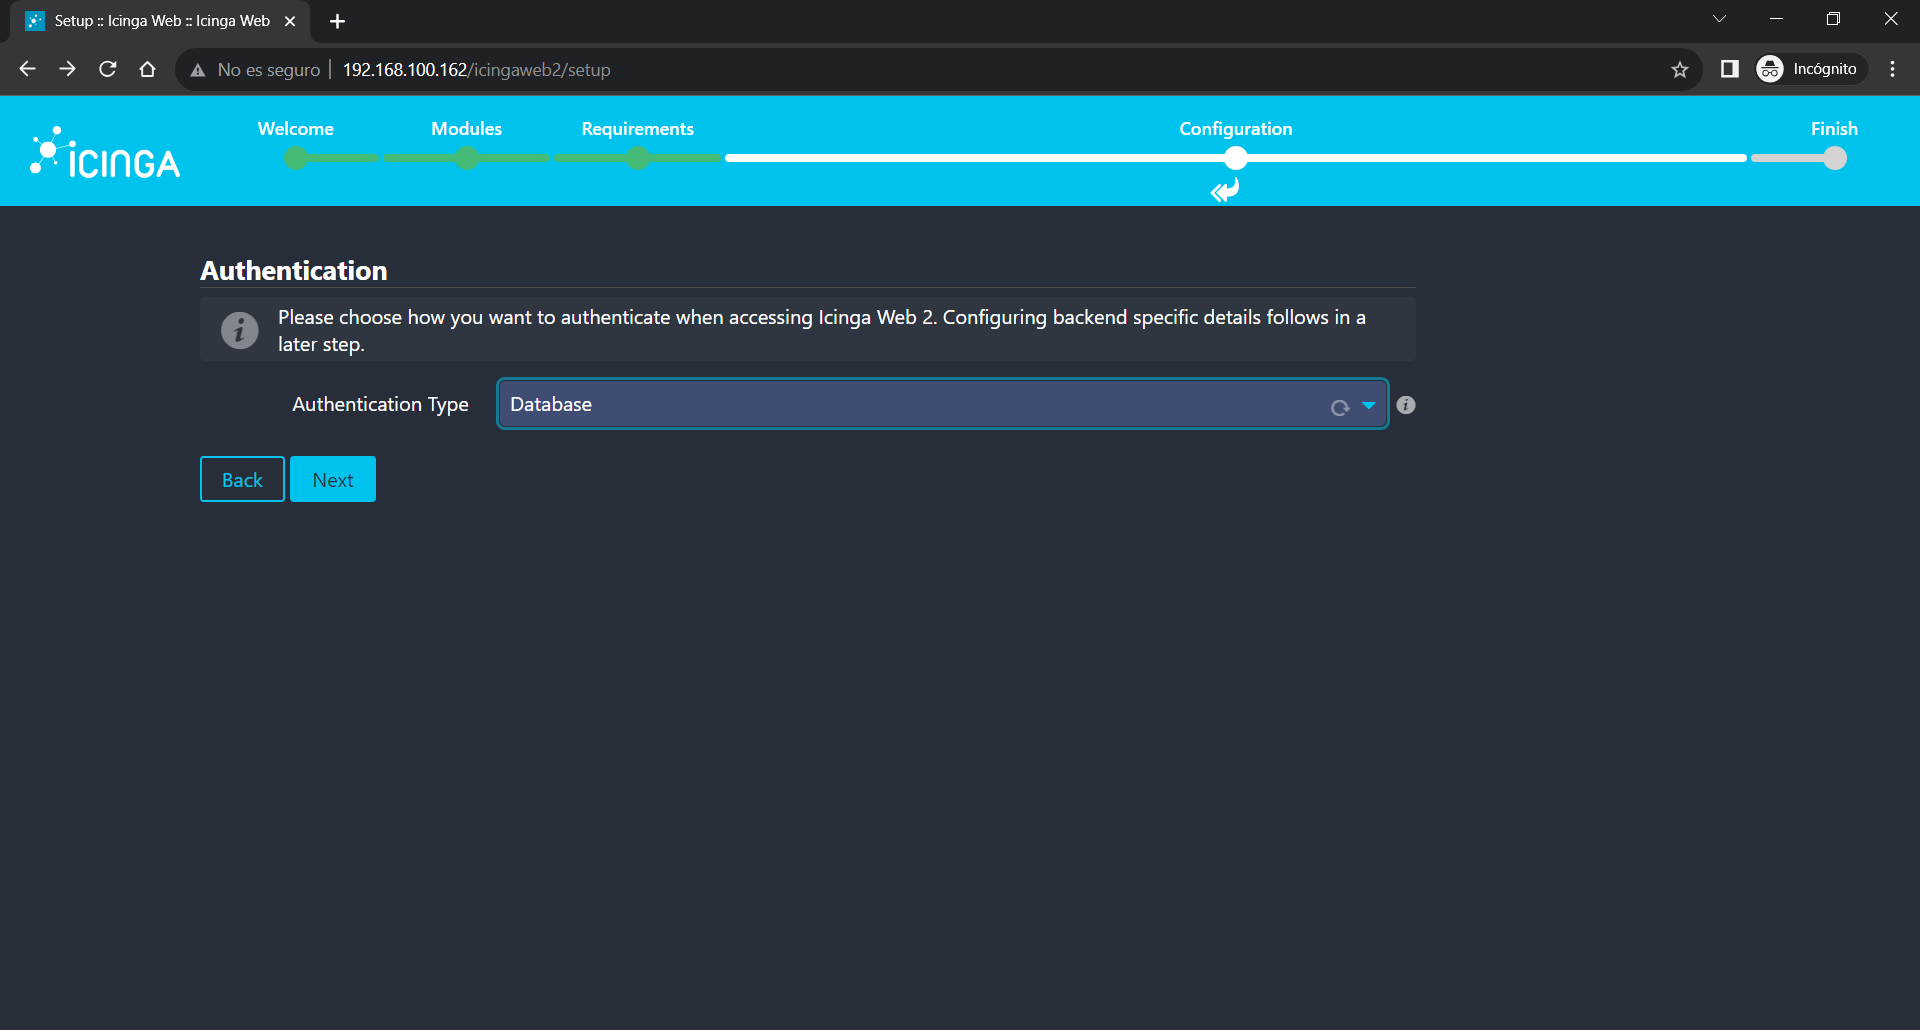 Setup :: Icinga Web :: Icinga Web
No es seguro
192.168.100.162/icingaweb2/setup
Incógnito
ICINGA
Welcome
Modules
Requirements
Configuration
Finish
Authentication
Please choose how you want to authenticate when accessing Icinga Web 2. Configuring backend specific details follows in a
later step.
Authentication Type
Database
Back
Next